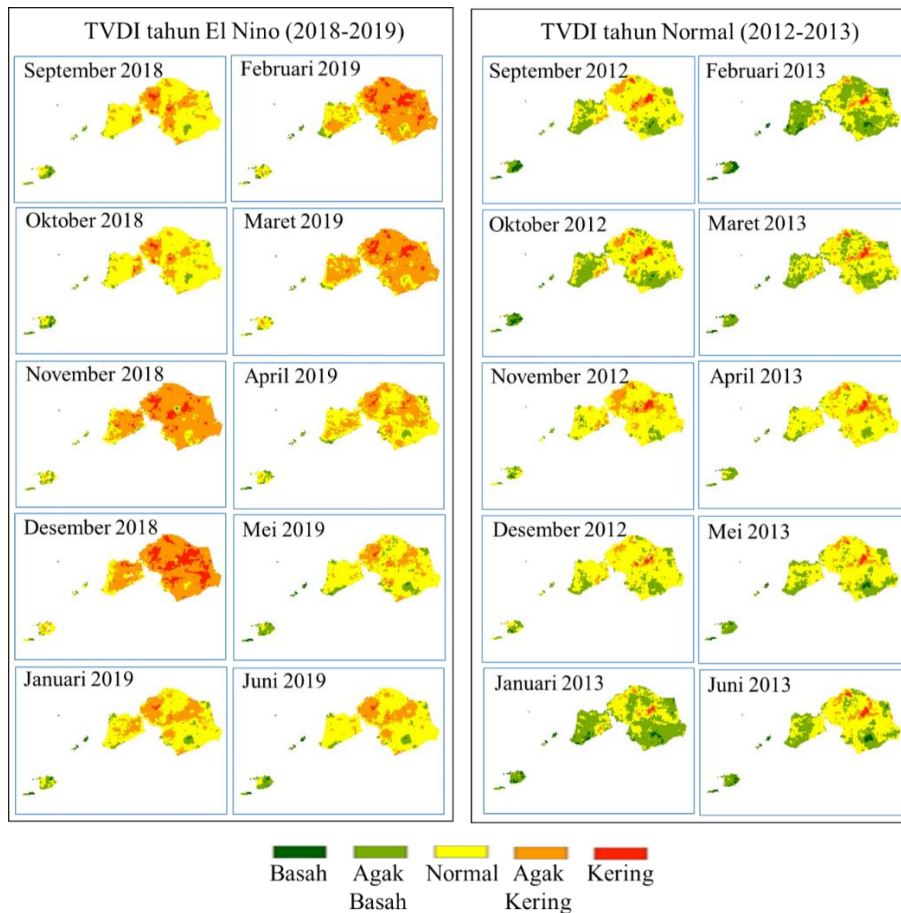 TVDI tahun El Nino (2018-2019)
September 2018
Februari 2019
Oktober 2018
Maret 2019
November 2018
April 2019
Desember 2018
Mei 2019
Januari 2019
Juni 2019
TVDI tahun Normal (2012-2013)
September 2012
Februari 2013
Oktober 2012
Maret 2013
November 2012
April 2013
Desember 2012
Mei 2013
Januari 2013
Juni 2013
Basah
Agak
Basah
Normal
Agak
Kering
Kering